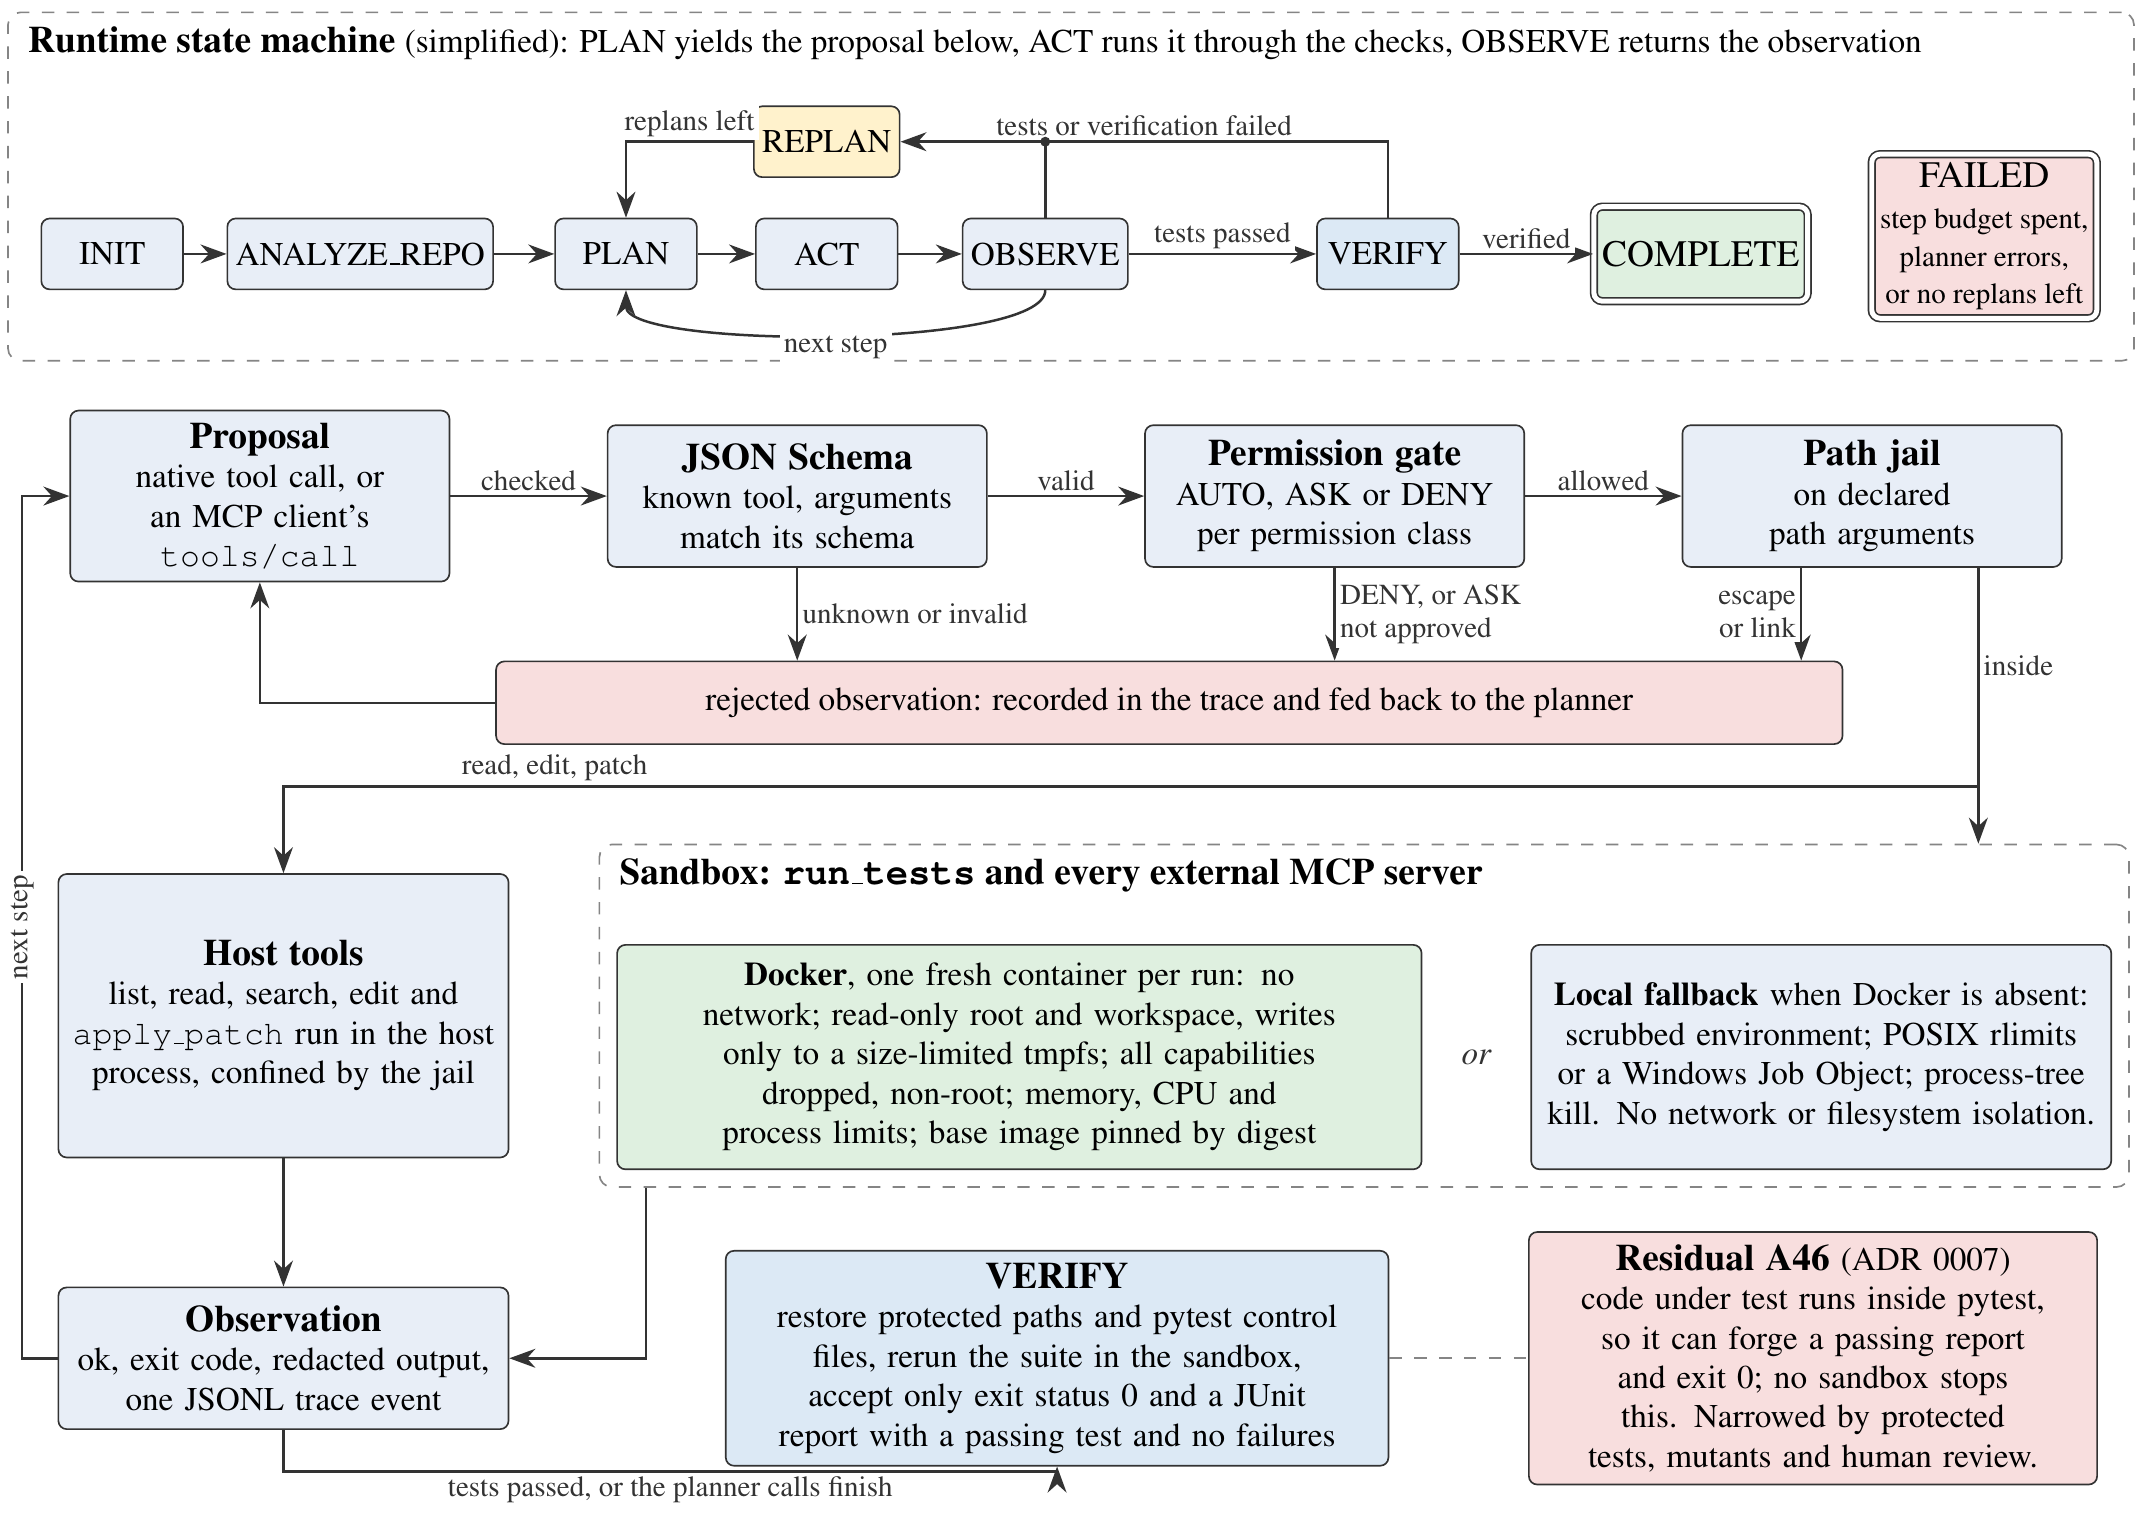 Runtime state machine (simplified): PLAN yields the proposal below, ACT runs it through the checks, OBSERVE returns the observation
replans left
REPLAN
tests or verification failed
INIT
ANALYZE_REPO
PLAN
ACT
OBSERVE
tests passed
VERIFY
verified
COMPLETE
FAILED
step budget spent,
planner errors,
or no replans left
next step
Proposal
native tool call, or
an MCP client's
tools/call
checked
JSON Schema
known tool, arguments
match its schema
valid
Permission gate
AUTO, ASK or DENY
per permission class
allowed
Path jail
on declared
path arguments
unknown or invalid
DENY, or ASK
not approved
escape
or link
inside
rejected observation: recorded in the trace and fed back to the planner
read, edit, patch
next step
Host tools
list, read, search, edit and
apply_patch run in the host
process, confined by the jail
Sandbox: run_tests and every external MCP server
Docker, one fresh container per run: no
network; read-only root and workspace, writes
only to a size-limited tmpfs; all capabilities
dropped, non-root; memory, CPU and
process limits; base image pinned by digest
or
Local fallback when Docker is absent:
scrubbed environment; POSIX rlimits
or a Windows Job Object; process-tree
kill. No network or filesystem isolation.
Observation
ok, exit code, redacted output,
one JSONL trace event
VERIFY
restore protected paths and pytest control
files, rerun the suite in the sandbox,
accept only exit status 0 and a JUnit
report with a passing test and no failures
Residual A46 (ADR 0007)
code under test runs inside pytest,
so it can forge a passing report
and exit 0; no sandbox stops
this. Narrowed by protected
tests, mutants and human review.
tests passed, or the planner calls finish